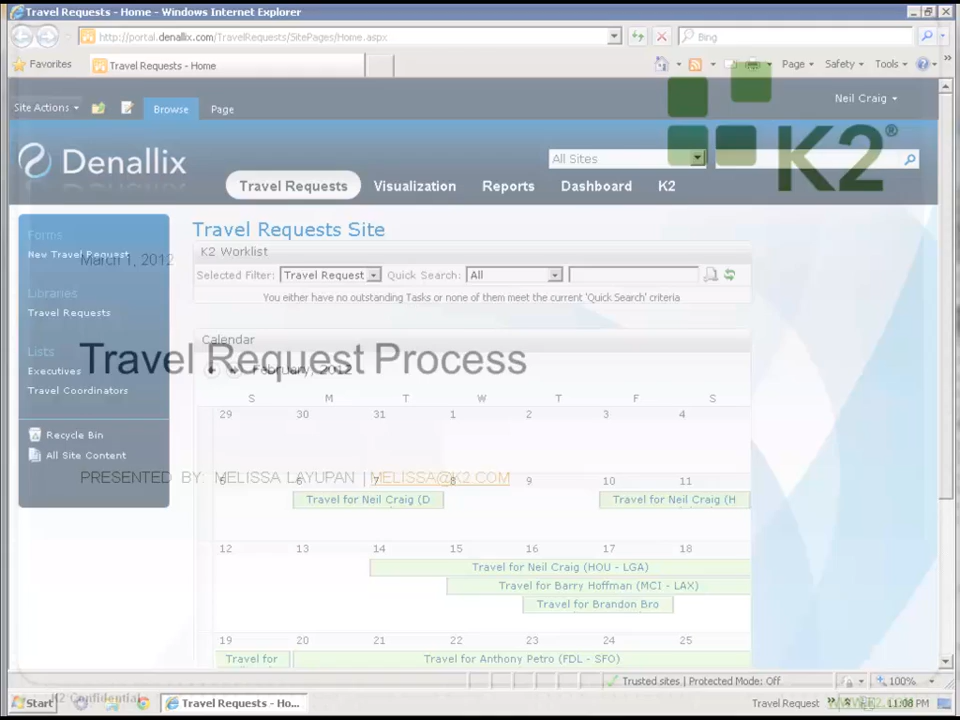 Travel Requests - Home - Windows Internet Explorer
http://portal.denallix.com/TravelRequests/SitePages/Home.aspx
Bing
Favorites
Travel Requests - Home
Page
Safety
Tools
Site Actions
Browse
Page
Neil Craig
K2®
Denallix
All Sites
Travel Requests
Visualization
Reports
Dashboard
K2
Travel Requests Site
Forms
New Travel Request
March 1, 2012
Libraries
Travel Requests
Lists
Executives
Travel Coordinators
Recycle Bin
All Site Content
K2 Worklist
Selected Filter: Travel Request Quick Search: All
You either have no outstanding Tasks or none of them meet the current 'Quick Search' criteria
Calendar
Travel Request Process
February, 2012
S M T W T F S
29 30 31 1 2 3 4
PRESENTED BY: MELISSA LAYUPAN | MELISSA@K2.COM
5 6 7 8 9 10 11
Travel for Neil Craig (D
Travel for Neil Craig (H
12 13 14 15 16 17 18
Travel for Neil Craig (HOU - LGA)
Travel for Barry Hoffman (MCI - LAX)
Travel for Brandon Bro
19 20 21 22 23 24 25
Travel for
Travel for Anthony Petro (FDL - SFO)
Trusted sites | Protected Mode: Off
100%
K2 Confidential
Start
Travel Requests - Ho...
Travel Request
11:08 PM